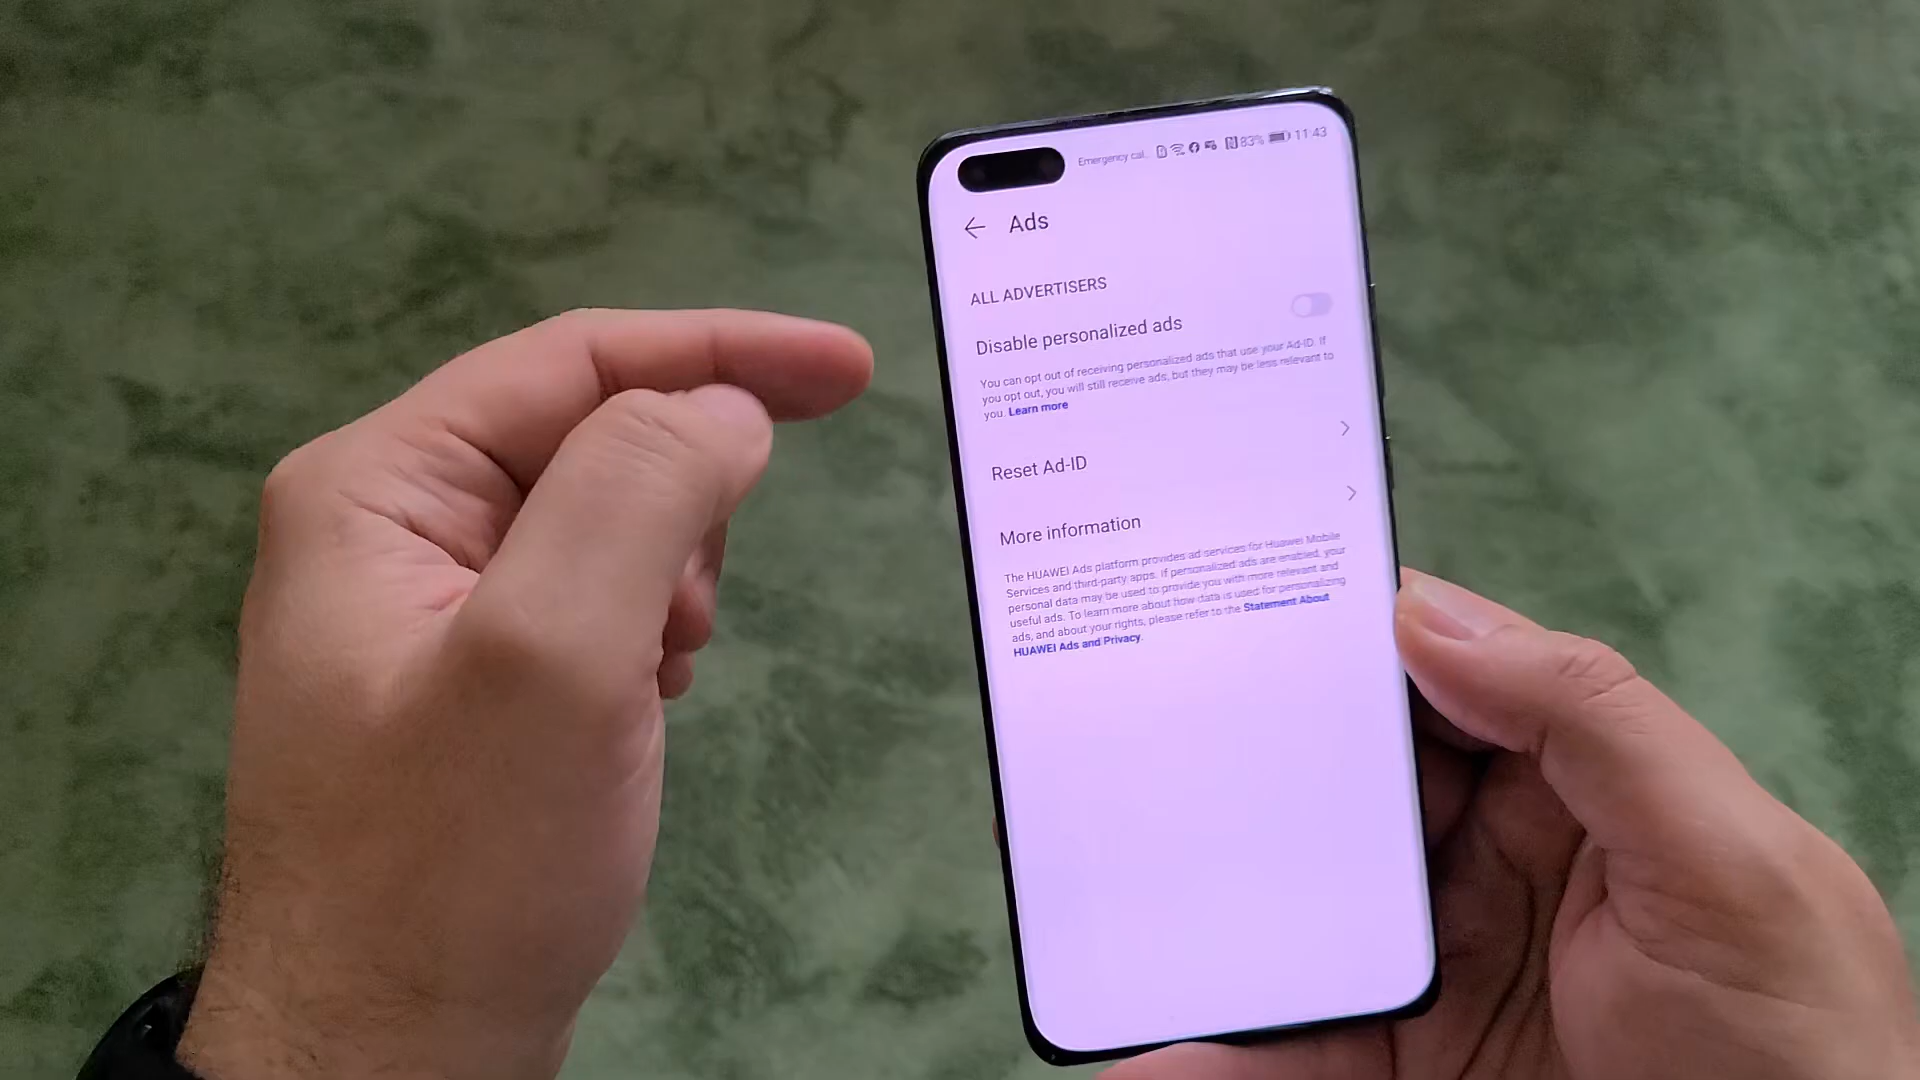 Emergency cal...
83% 11:43
Ads
ALL ADVERTISERS
Disable personalized ads
You can opt out of receiving personalized ads that use your Ad-ID. If
you opt out, you will still receive ads, but they may be less relevant to
you. Learn more
Reset Ad-ID
More information
The HUAWEI Ads platform provides ad services for Huawei Mobile
Services and third-party apps. If personalized ads are enabled, your
personal data may be used to provide you with more relevant and
useful ads. To learn more about how data is used for personalizing
ads, and about your rights, please refer to the Statement About
HUAWEI Ads and Privacy.